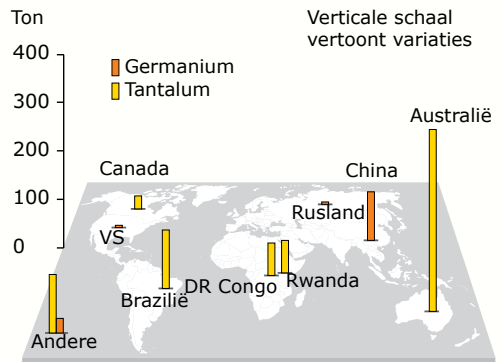 Ton
Verticale schaal
vertoont variaties
400
300
200
100
0
Germanium
Tantalum
Australië
Canada
China
VS
Rusland
Brazilië
DR Congo
Rwanda
Andere